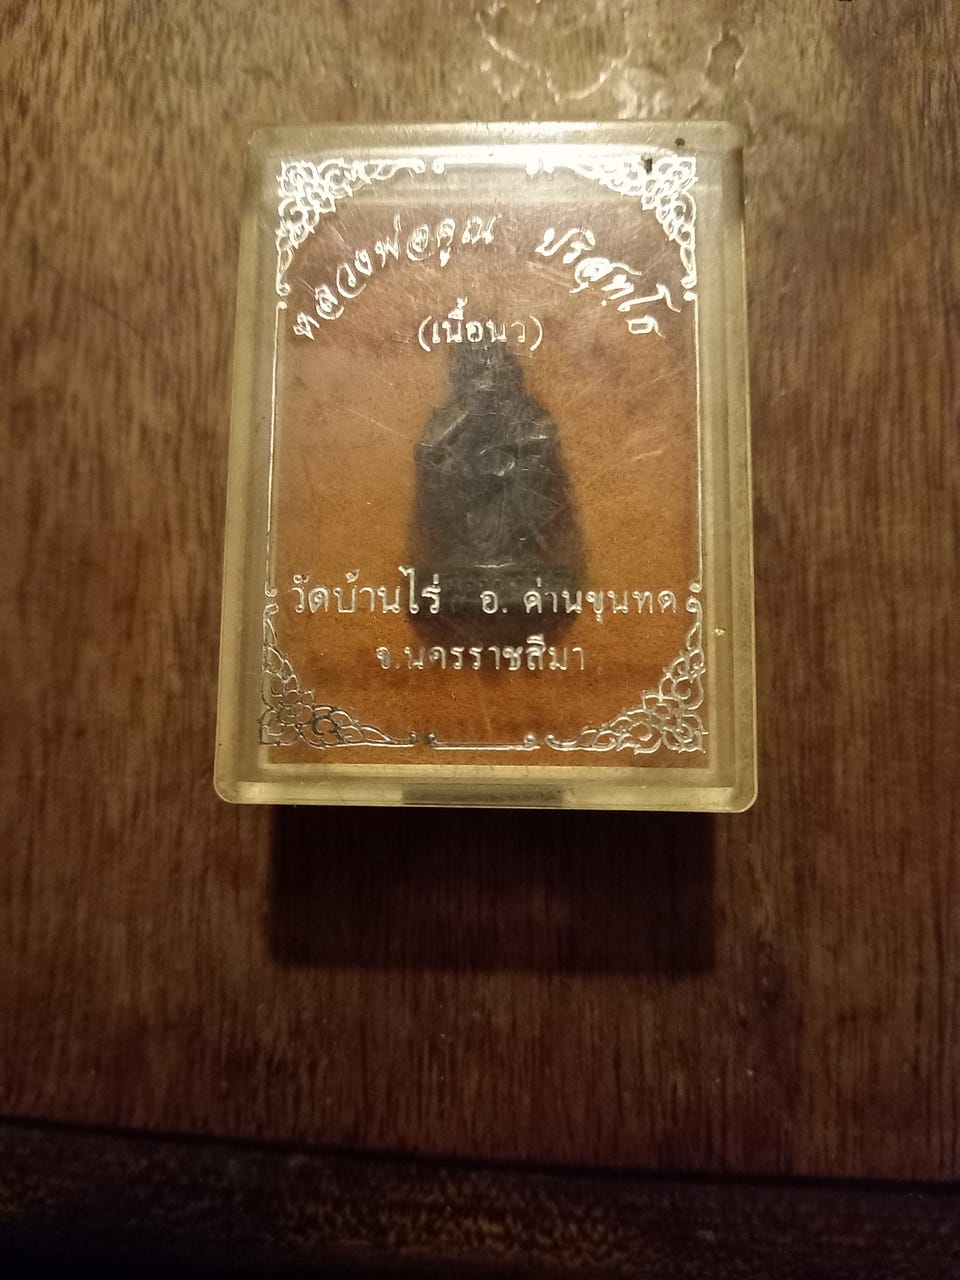 หลวงพ่อคูณ ปริสุทฺโธ
(เนื้อนว)
วัดบ้านไร่ อ. ด่านขุนทด
จ.นครราชสีมา